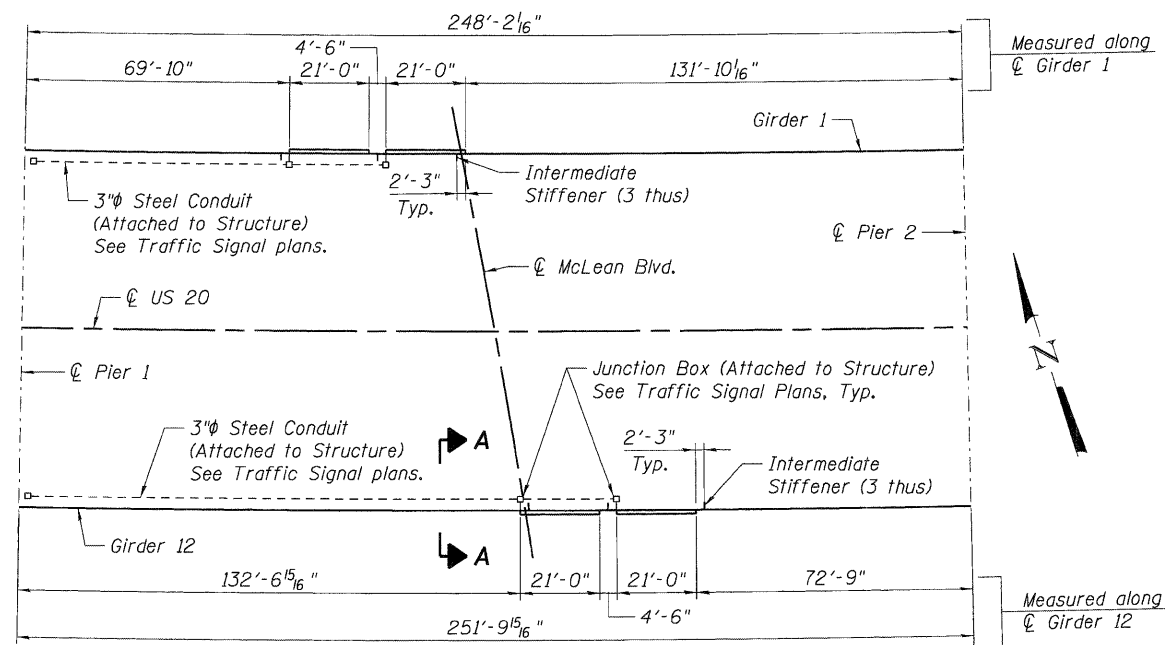 248'-2 1/16"
4'-6"
69'-10"
21'-0"
21'-0"
131'-10 1/16"
Measured along
℄ Girder 1
Girder 1
3"ϕ Steel Conduit
(Attached to Structure)
See Traffic Signal plans.
2'-3"
Typ.
Intermediate
Stiffener (3 thus)
℄ Pier 2
℄ McLean Blvd.
℄ US 20
N
℄ Pier 1
Junction Box (Attached to Structure)
See Traffic Signal Plans, Typ.
3"ϕ Steel Conduit
(Attached to Structure)
See Traffic Signal plans.
A
2'-3"
Typ.
Intermediate
Stiffener (3 thus)
Girder 12
A
132'-6 15/16"
21'-0"
21'-0"
72'-9"
4'-6"
251'-9 15/16"
Measured along
℄ Girder 12